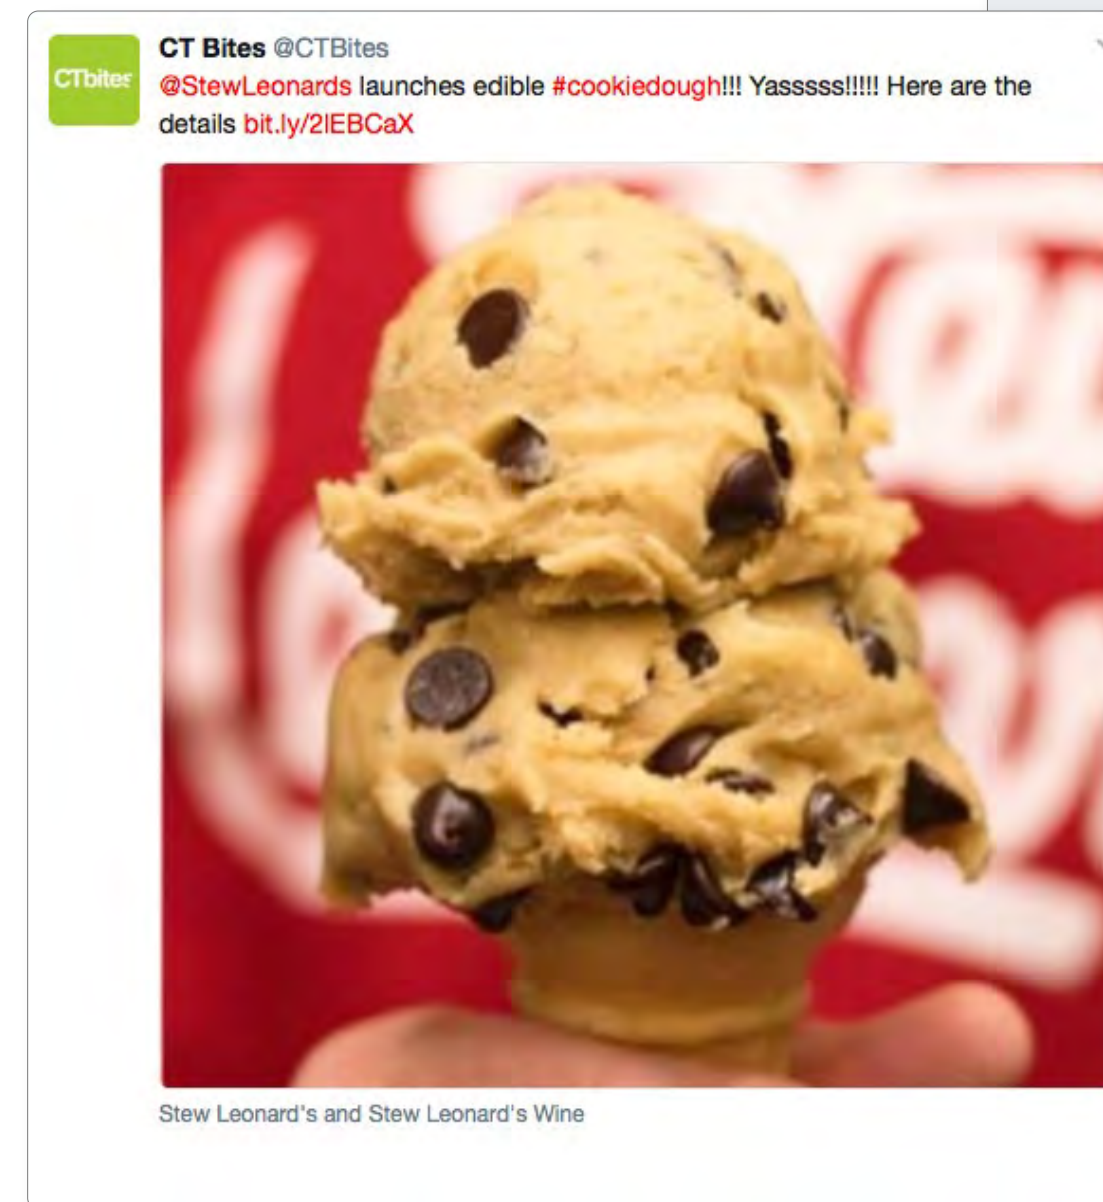 CT Bites @CTBites
CTbites
@StewLeonards launches edible #cookiedough!!! Yasssss!!!!! Here are the
details bit.ly/2lEBCaX
Stew Leonard's and Stew Leonard's Wine